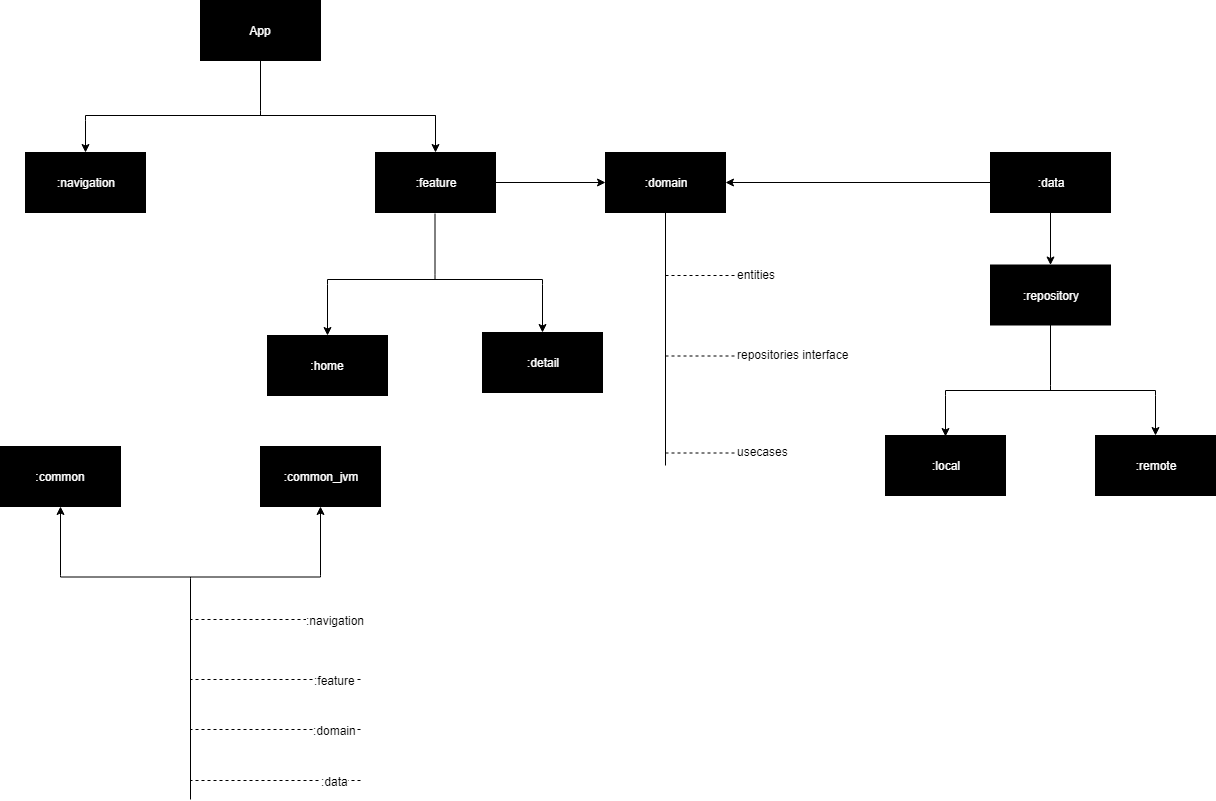 App
:navigation
:feature
:domain
:data
entities
:repository
repositories interface
:home
:detail
usecases
:common
:common_jvm
:local
:remote
:navigation
:feature
:domain
:data